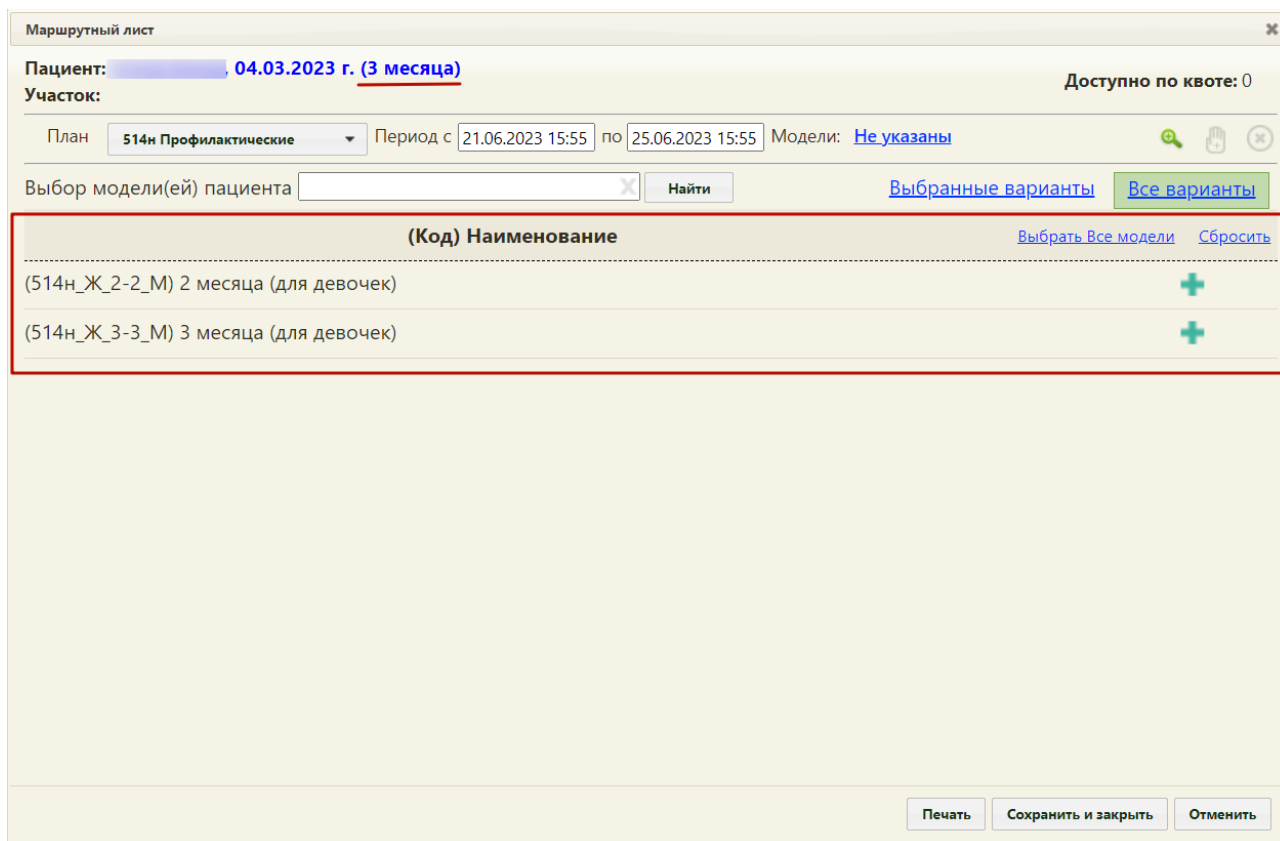 Маршрутный лист
Пациент: , 04.03.2023 г. (3 месяца)
Доступно по квоте: 0
Участок:
План 514н Профилактические Период с 21.06.2023 15:55 по 25.06.2023 15:55 Модели: Не указаны
Выбор модели(ей) пациента X Найти Выбранные варианты Все варианты
(Код) Наименование Выбрать Все модели Сбросить
(514н_Ж_2-2_М) 2 месяца (для девочек)
(514н_Ж_3-3_М) 3 месяца (для девочек)
Печать Сохранить и закрыть Отменить